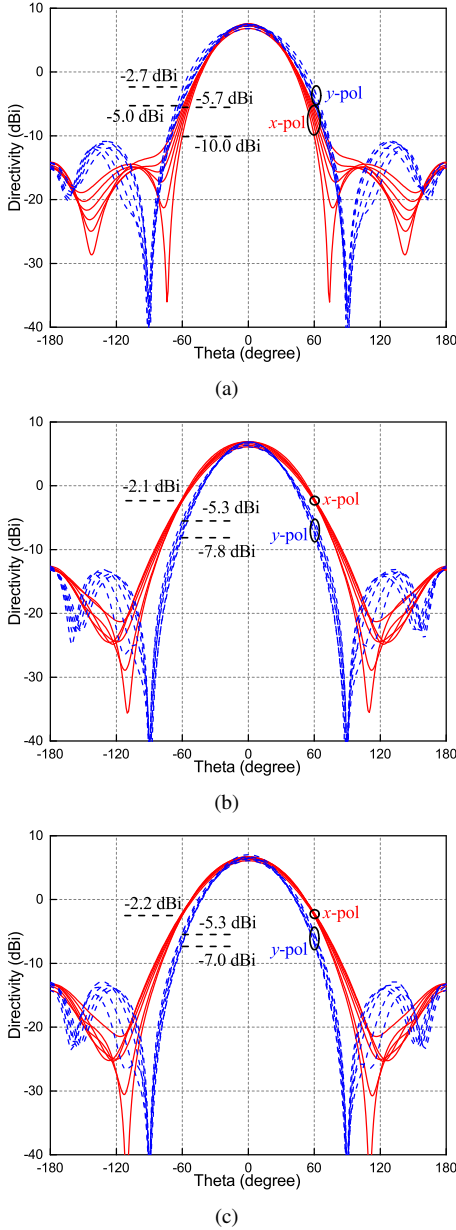 10
0
-10
-20
-30
-40
Directivity (dBi)
-2.7 dBi
-5.0 dBi
-5.7 dBi
-10.0 dBi
y-pol
x-pol
-180 -120 -60 0 60 120 180
Theta (degree)
(a)
10
0
-10
-20
-30
-40
Directivity (dBi)
-2.1 dBi
-5.3 dBi
-7.8 dBi
x-pol
y-pol
-180 -120 -60 0 60 120 180
Theta (degree)
(b)
10
0
-10
-20
-30
-40
Directivity (dBi)
-2.2 dBi
-5.3 dBi
-7.0 dBi
x-pol
y-pol
-180 -120 -60 0 60 120 180
Theta (degree)
(c)